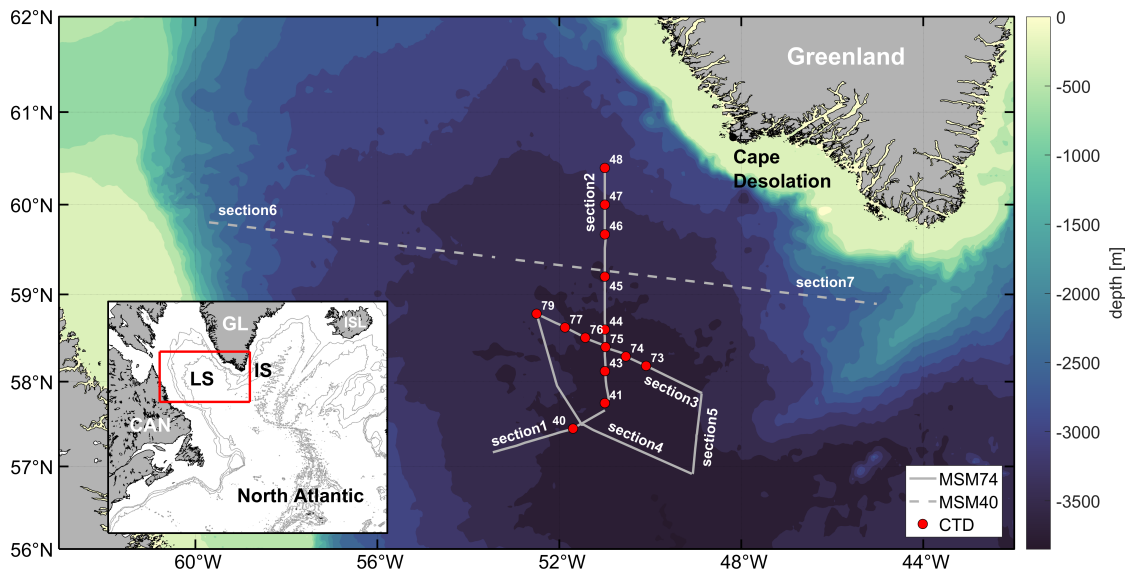 62°N
61°N
60°N
59°N
58°N
57°N
56°N
60°W
56°W
52°W
48°W
44°W
Greenland
Cape
Desolation
section6
section7
section2
48
47
46
45
44
79
77
76
75
74
73
43
41
40
section3
section1
section4
section5
GL
ISL
IS
LS
CAN
North Atlantic
MSM74
MSM40
CTD
0
-500
-1000
-1500
-2000
-2500
-3000
-3500
depth [m]